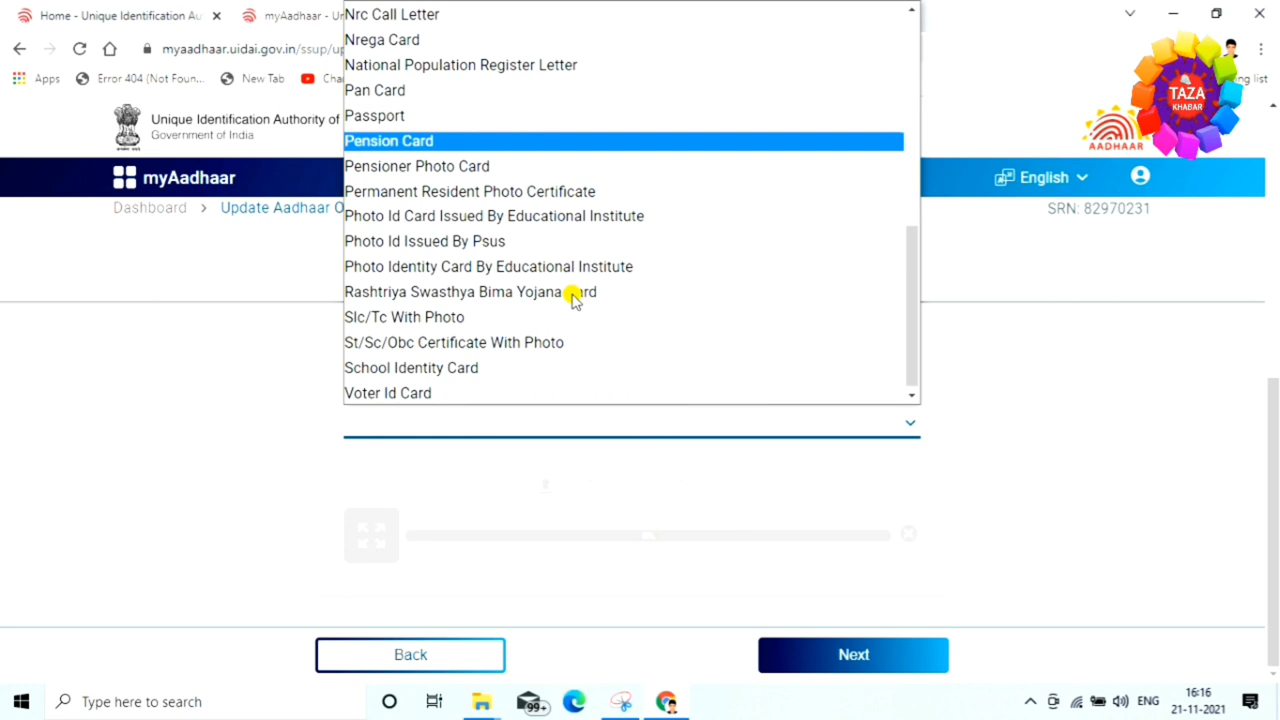 Home - Unique Identification Au
myAadhaar - Un
myaadhaar.uidai.gov.in/ssup/up
Apps
Error 404 (Not Foun...
New Tab
Unique Identification Authority of
Government of India
myAadhaar
Dashboard > Update Aadhaar O
Nrc Call Letter
Nrega Card
National Population Register Letter
Pan Card
Passport
Pension Card
Pensioner Photo Card
Permanent Resident Photo Certificate
Photo Id Card Issued By Educational Institute
Photo Id Issued By Psus
Photo Identity Card By Educational Institute
Rashtriya Swasthya Bima Yojana
Slc/Tc With Photo
St/Sc/Obc Certificate With Photo
School Identity Card
Voter Id Card
TAZA
KHABAR
AADHAAR
English
SRN: 82970231
Back
Next
Type here to search
99+
ENG
16:16
21-11-2021